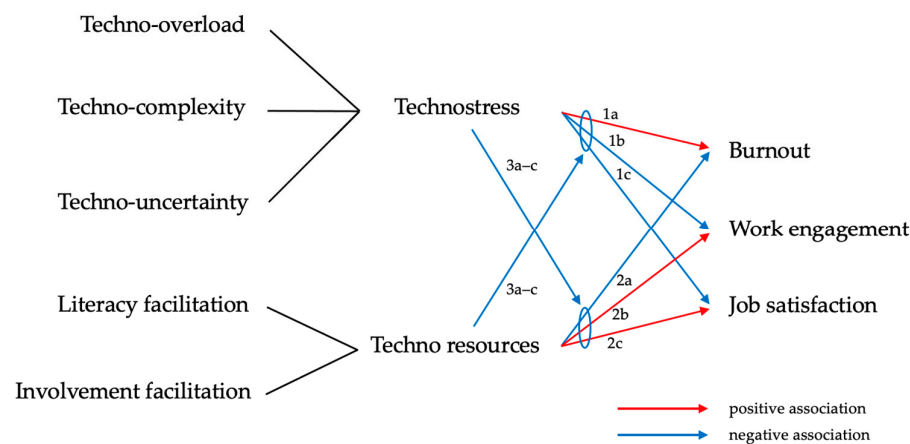 Techno-overload
Techno-complexity
Techno-uncertainty
Literacy facilitation
Involvement facilitation
Technostress
Techno resources
3a–c
3a–c
1a
1b
1c
2a
2b
2c
Burnout
Work engagement
Job satisfaction
positive association
negative association